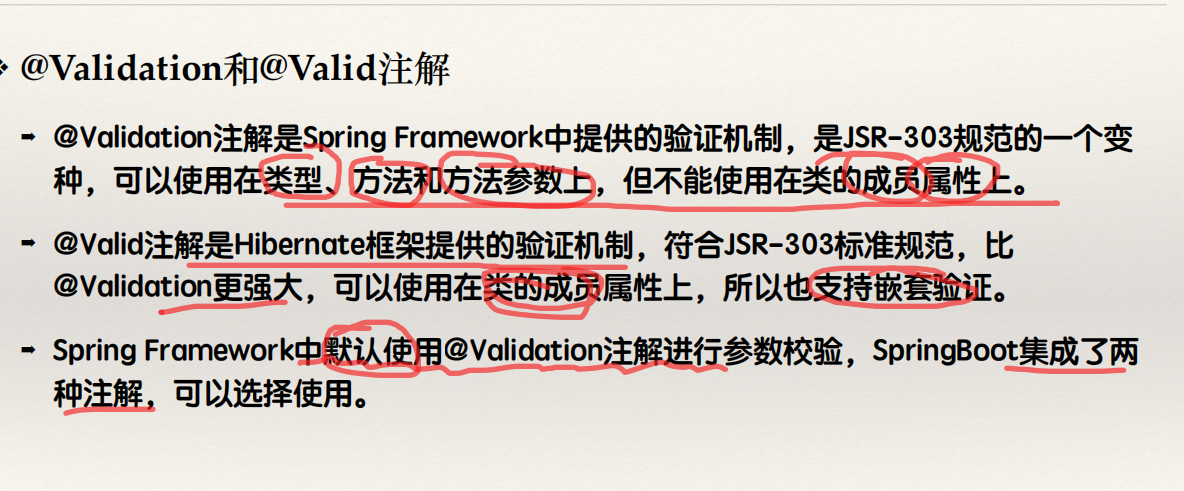 @Validation和@Valid注解
@Validation注解是Spring Framework中提供的验证机制，是JSR-303规范的一个变
种，可以使用在类型、方法和方法参数上，但不能使用在类的成员属性上。
@Valid注解是Hibernate框架提供的验证机制，符合JSR-303标准规范，比
@Validation更强大，可以使用在类的成员属性上，所以也支持嵌套验证。
Spring Framework中默认使用@Validation注解进行参数校验，SpringBoot集成了两
种注解，可以选择使用。